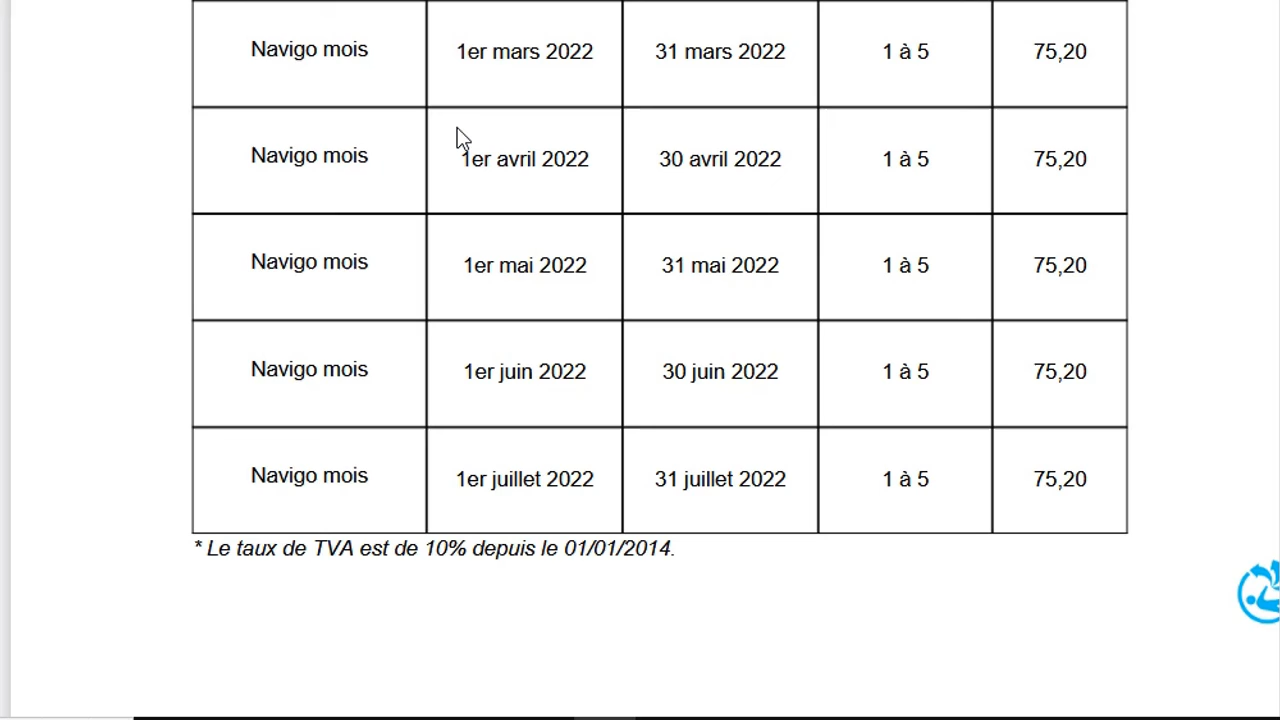 Navigo mois 1er mars 2022 31 mars 2022 1 à 5 75,20
Navigo mois 1er avril 2022 30 avril 2022 1 à 5 75,20
Navigo mois 1er mai 2022 31 mai 2022 1 à 5 75,20
Navigo mois 1er juin 2022 30 juin 2022 1 à 5 75,20
Navigo mois 1er juillet 2022 31 juillet 2022 1 à 5 75,20
* Le taux de TVA est de 10% depuis le 01/01/2014.